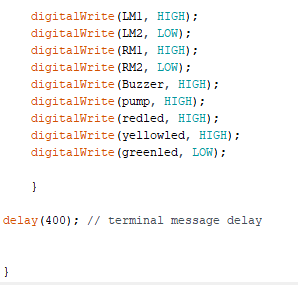 digitalWrite(LM1, HIGH);
digitalWrite(LM2, LOW);
digitalWrite(RM1, HIGH);
digitalWrite(RM2, LOW);
digitalWrite(Buzzer, HIGH);
digitalWrite(pump, HIGH);
digitalWrite(redled, HIGH);
digitalWrite(yellowled, HIGH);
digitalWrite(greenled, LOW);
}
delay(400); // terminal message delay
}